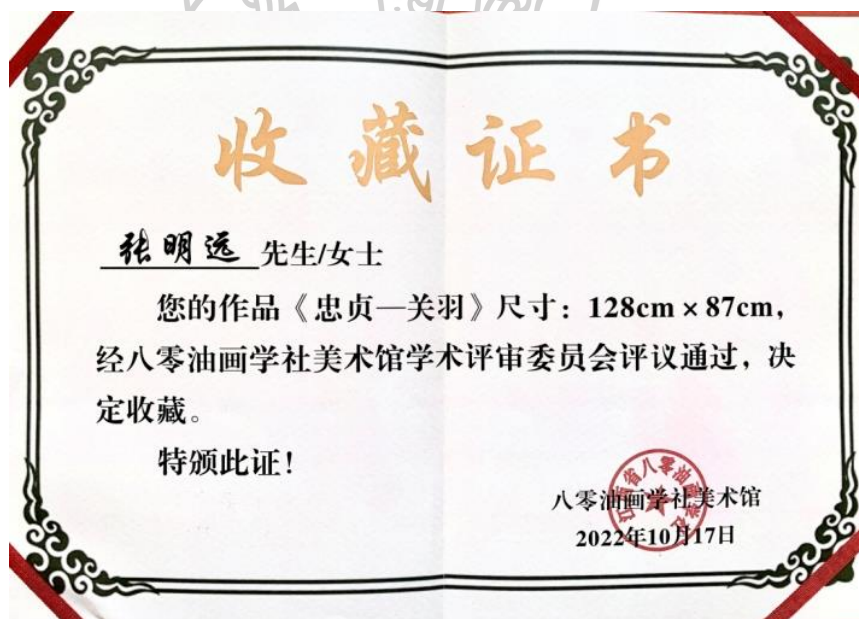 收藏证书
张明远 先生/女士
您的作品《忠贞—关羽》尺寸：128cm×87cm，
经八零油画学社美术馆学术评审委员会评议通过，决
定收藏。
特颁此证！
八零油画学社美术馆
2022年10月17日